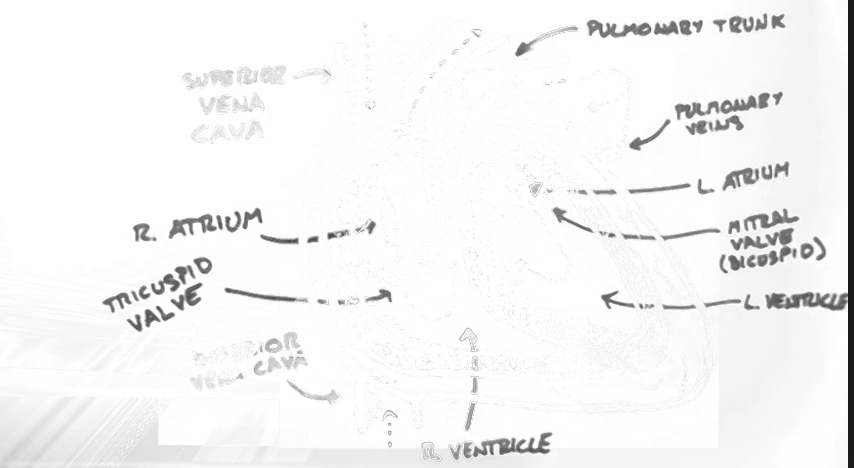 PULMONARY TRUNK
SUPERIOR
VENA
CAVA
PULMONARY
VEINS
L. ATRIUM
R. ATRIUM
MITRAL
VALVE
(BICUSPID)
TRICUSPID
VALVE
L. VENTRICLE
INFERIOR
VENA CAVA
R. VENTRICLE